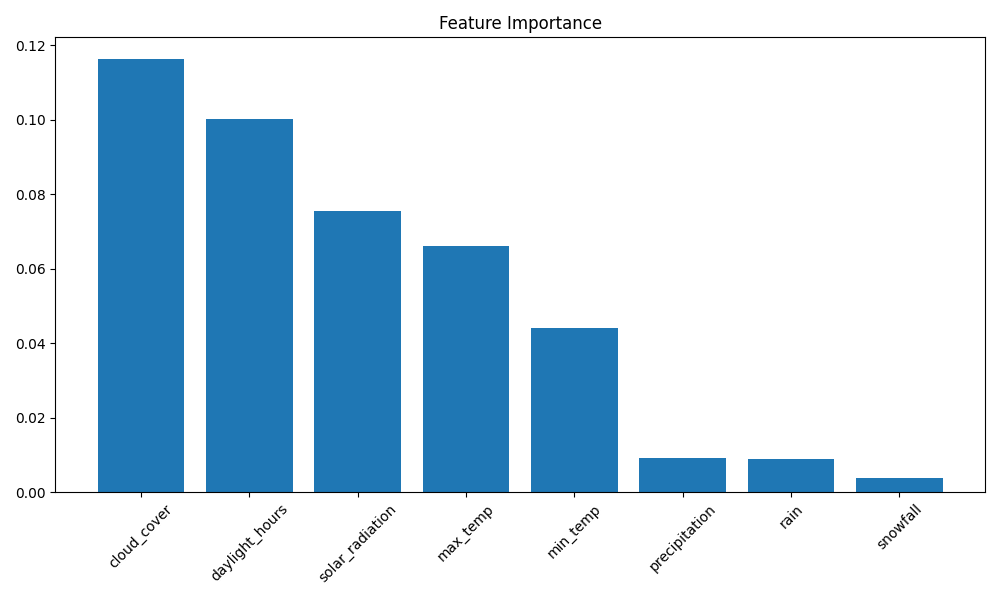 Feature Importance
0.12
0.10
0.08
0.06
0.04
0.02
0.00
cloud_cover
daylight_hours
solar_radiation
max_temp
min_temp
precipitation
rain
snowfall